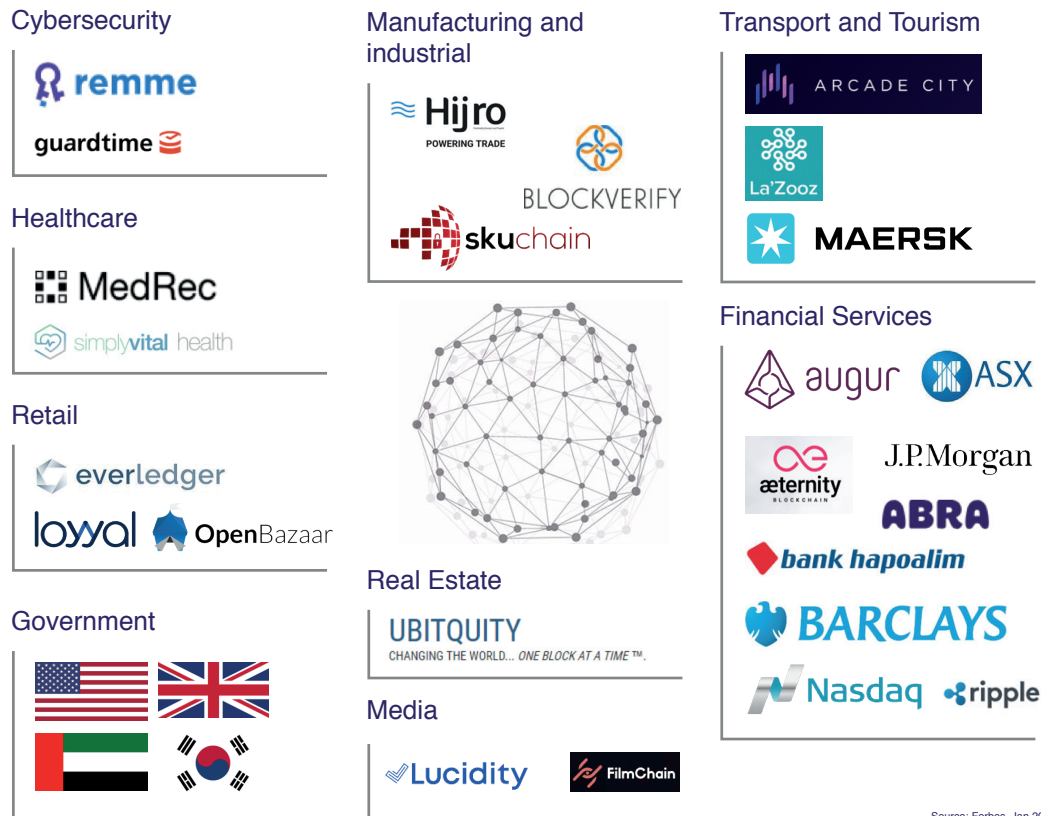 Cybersecurity
remme
guardtime
Healthcare
MedRec
simplyvital health
Retail
everledger
loyyal
OpenBazaar
Government
Manufacturing and
industrial
Hijro
POWERING TRADE
BLOCKVERIFY
skuchain
Real Estate
UBITQUITY
CHANGING THE WORLD... ONE BLOCK AT A TIME ™.
Media
Lucidity
FilmChain
Transport and Tourism
ARCADE CITY
La'Zooz
MAERSK
Financial Services
augur
ASX
æternity
BLOCKCHAIN
J.P.Morgan
ABRA
bank hapoalim
BARCLAYS
Nasdaq
ripple